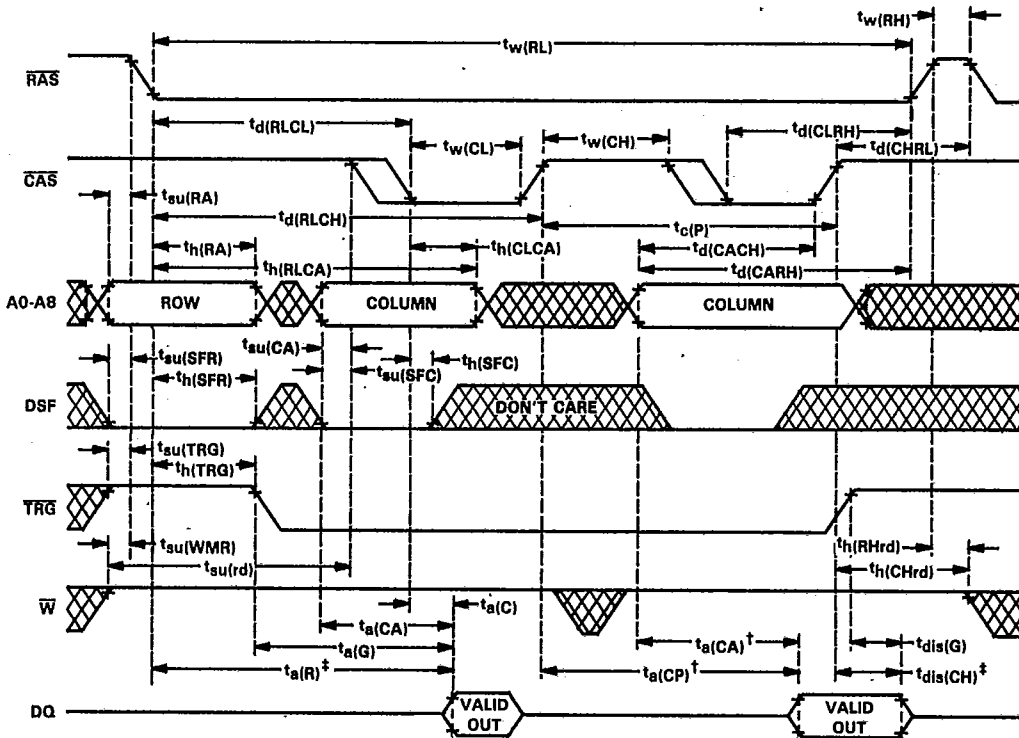 tw(RH)
tw(RL)
RAS
td(RLCL)
td(CLRH)
tw(CL)
tw(CH)
td(CHRL)
CAS
tsu(RA)
td(RLCH)
tc(P)
th(RA)
th(CLCA)
td(CACH)
th(RLCA)
td(CARH)
A0-A8
ROW
COLUMN
COLUMN
tsu(SFR)
tsu(CA)
th(SFC)
th(SFR)
tsu(SFC)
DSF
DON'T CARE
tsu(TRG)
th(TRG)
TRG
tsu(WMR)
th(RHrd)
tsu(rd)
th(CHrd)
W
ta(C)
ta(CA)
ta(G)
ta(CA)†
tdis(G)
ta(R)‡
ta(CP)†
tdis(CH)‡
DQ
VALID
OUT
VALID
OUT